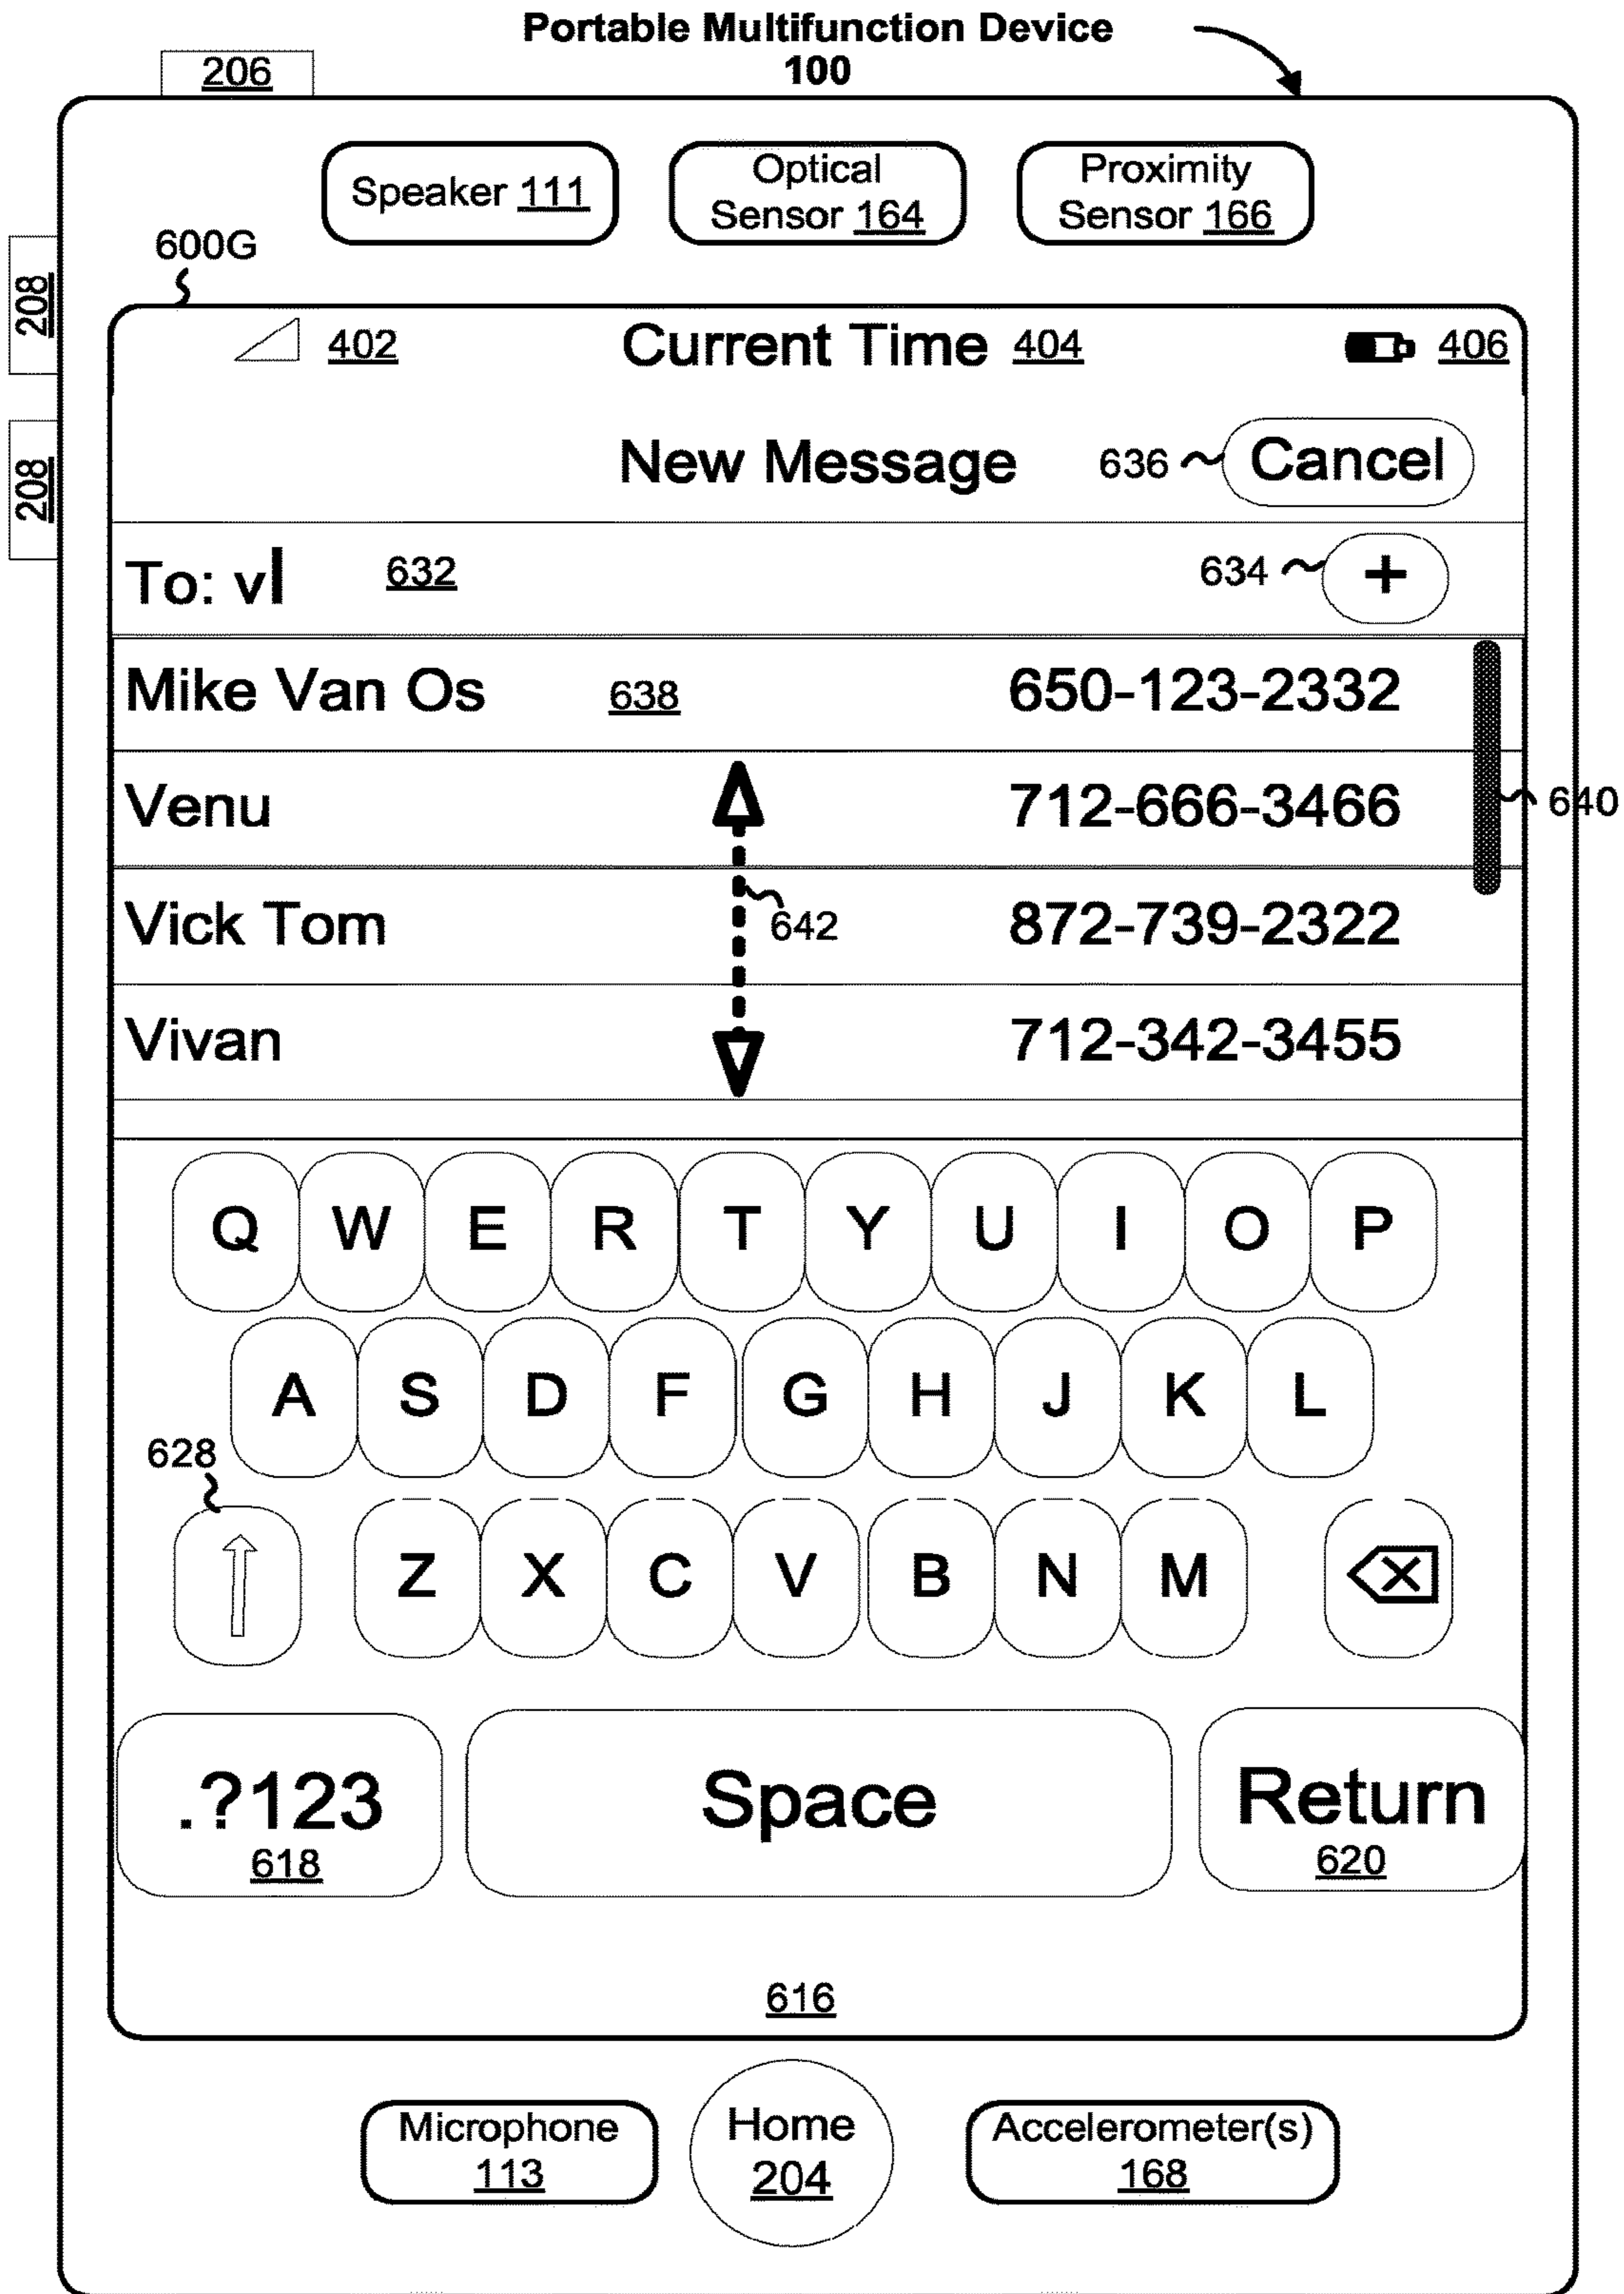 Portable Multifunction Device
100
206
Speaker 111
Optical
Sensor 164
Proximity
Sensor 166
600G
208
208
402
Current Time 404
406
New Message
636
Cancel
To: v
632
634
+
Mike Van Os
638
650-123-2332
Venu
712-666-3466
640
Vick Tom
642
872-739-2322
Vivan
712-342-3455
Q W E R T Y U I O P
A S D F G H J K L
628
Z X C V B N M
.?123
618
Space
Return
620
616
Microphone
113
Home
204
Accelerometer(s)
168